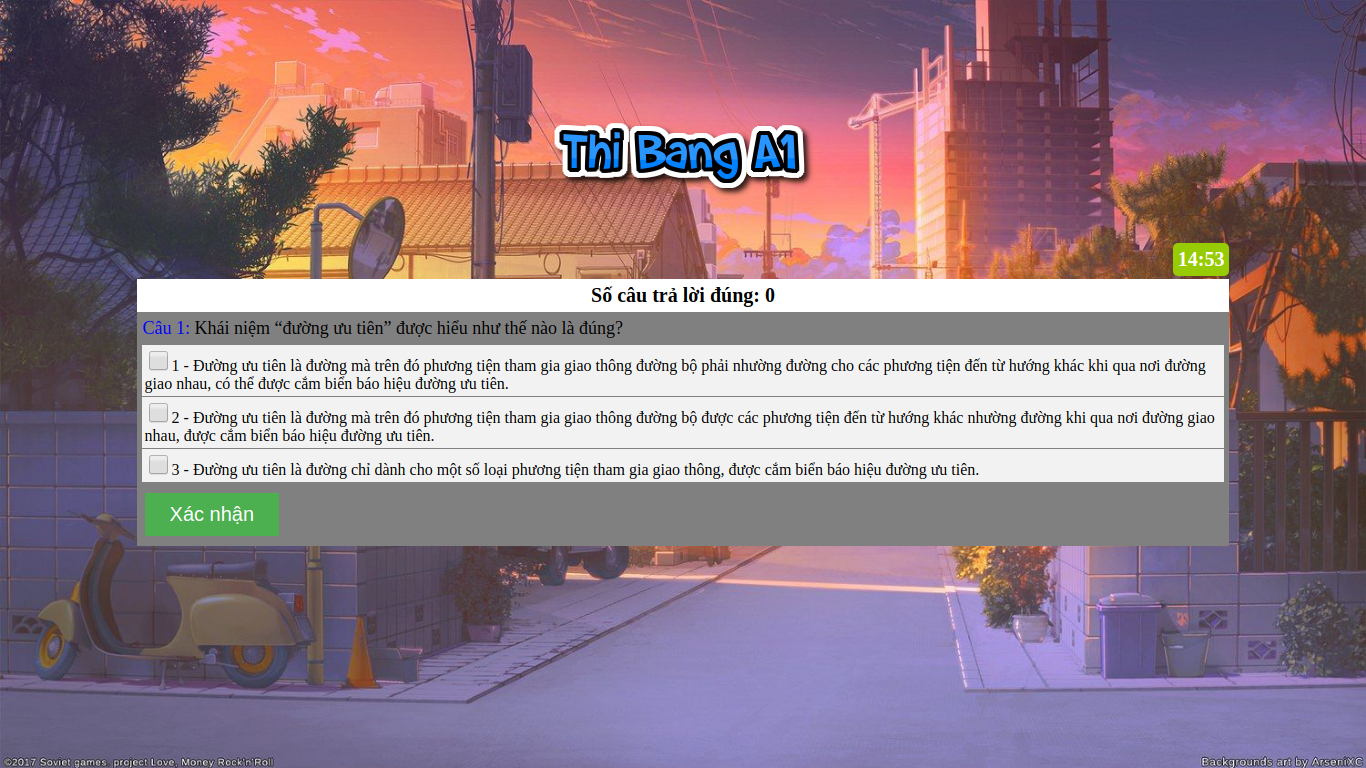 Thi Bang A1
14:53
Số câu trả lời đúng: 0
Câu 1: Khái niệm “đường ưu tiên” được hiểu như thế nào là đúng?
1 - Đường ưu tiên là đường mà trên đó phương tiện tham gia giao thông đường bộ phải nhường đường cho các phương tiện đến từ hướng khác khi qua nơi đường
giao nhau, có thể được cắm biển báo hiệu đường ưu tiên.
2 - Đường ưu tiên là đường mà trên đó phương tiện tham gia giao thông đường bộ được các phương tiện đến từ hướng khác nhường đường khi qua nơi đường giao
nhau, được cắm biển báo hiệu đường ưu tiên.
3 - Đường ưu tiên là đường chỉ dành cho một số loại phương tiện tham gia giao thông, được cắm biển báo hiệu đường ưu tiên.
Xác nhận
©2017 Soviet games, project Love, Money Rock'n'Roll
Backgrounds art by ArseniXC